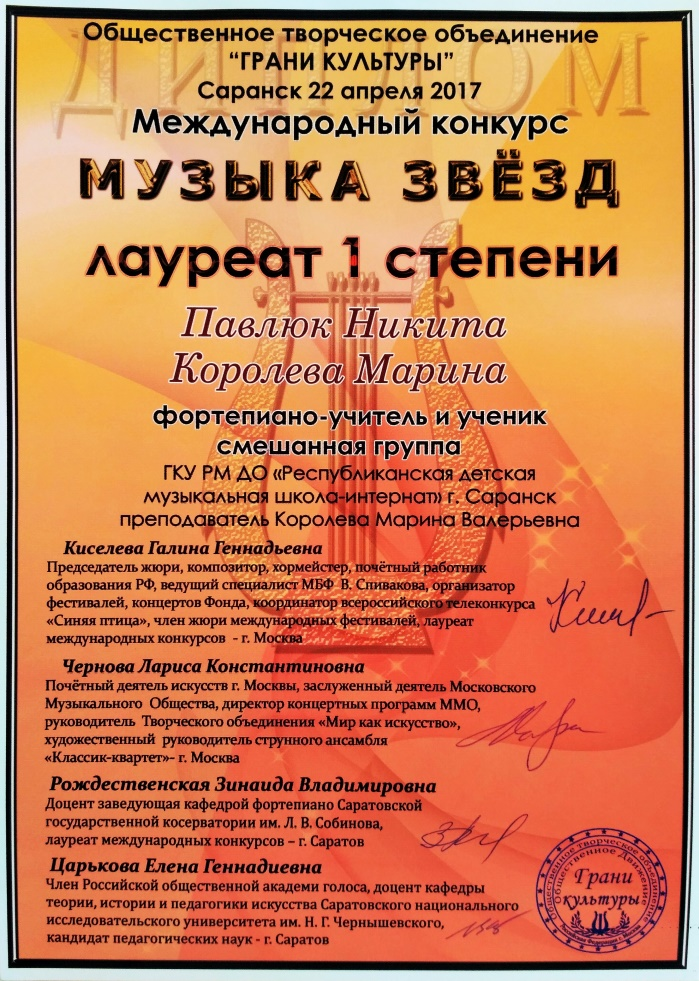 ДИПЛОМ
Общественное творческое объединение
“ГРАНИ КУЛЬТУРЫ”
Саранск 22 апреля 2017
Международный конкурс
МУЗЫКА ЗВЁЗД
лауреат 1 степени
Павлюк Никита
Королева Марина
фортепиано-учитель и ученик
смешанная группа
ГКУ РМ ДО «Республиканская детская
музыкальная школа-интернат» г. Саранск
преподаватель Королева Марина Валерьевна
Киселева Галина Геннадьевна
Председатель жюри, композитор, хормейстер, почётный работник
образования РФ, ведущий специалист МБФ В. Спивакова, организатор
фестивалей, концертов Фонда, координатор всероссийского телеконкурса
«Синяя птица», член жюри международных фестивалей, лауреат
международных конкурсов - г. Москва
Чернова Лариса Константиновна
Почётный деятель искусств г. Москвы, заслуженный деятель Московского
Музыкального Общества, директор концертных программ ММО,
руководитель Творческого объединения «Мир как искусство»,
художественный руководитель струнного ансамбля
«Классик-квартет»- г. Москва
Рождественская Зинаида Владимировна
Доцент заведующая кафедрой фортепиано Саратовской
государственной косерватории им. Л. В. Собинова,
лауреат международных конкурсов – г. Саратов
Царькова Елена Геннадиевна
Член Российской общественной академи голоса, доцент кафедры
теории, истории и педагогики искусства Саратовского национального
исследовательского университета им. Н. Г. Чернышевского,
кандидат педагогических наук - г. Саратов
Общественное творческое объединение
Общественное Движение
Грани
культуры
Российская Федерация г. Москва